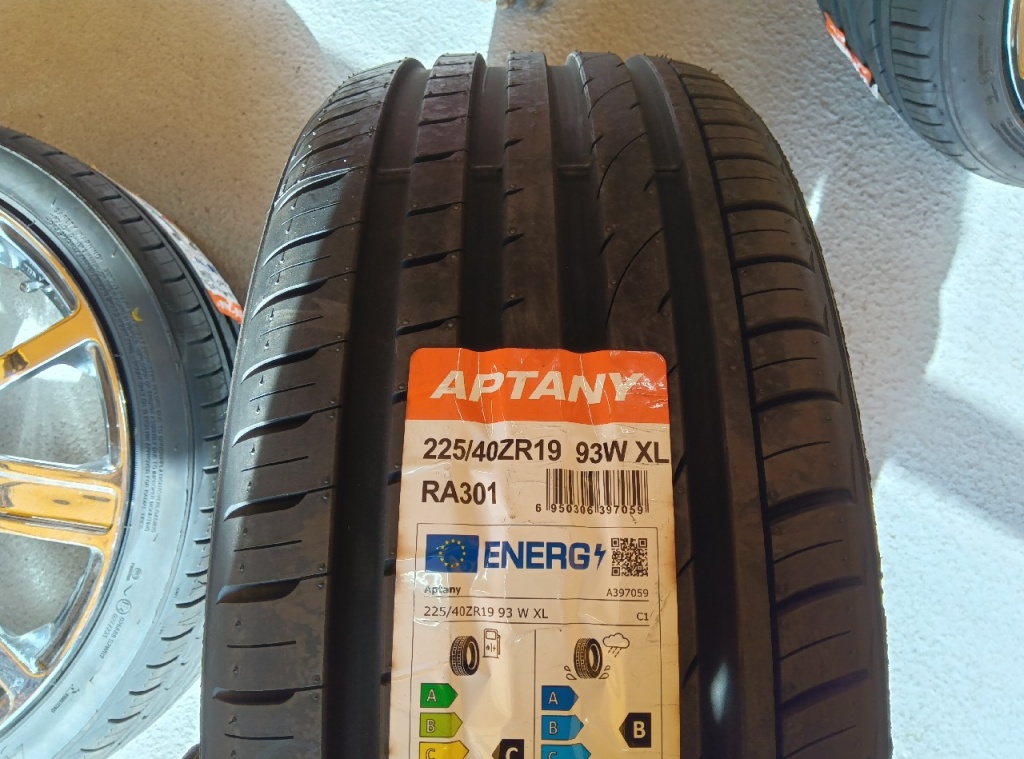 APTANY
225/40ZR19 93W XL
RA301
6 950306 397059
ENERG
Aptany A397059
225/40ZR19 93 W XL C1
A A
B B B
C C C